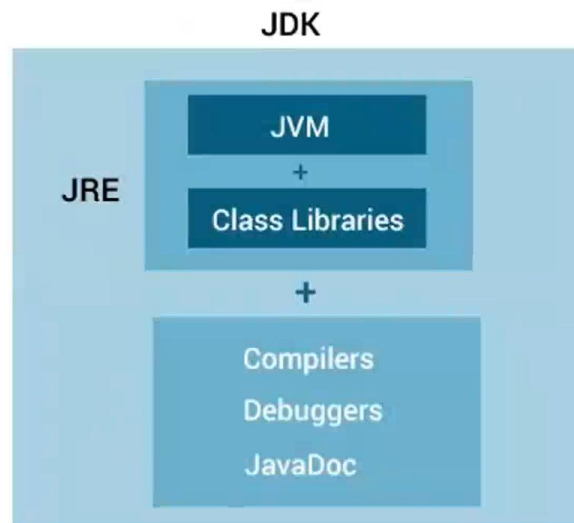 JDK
JVM
+
JRE
Class Libraries
+
Compilers
Debuggers
JavaDoc